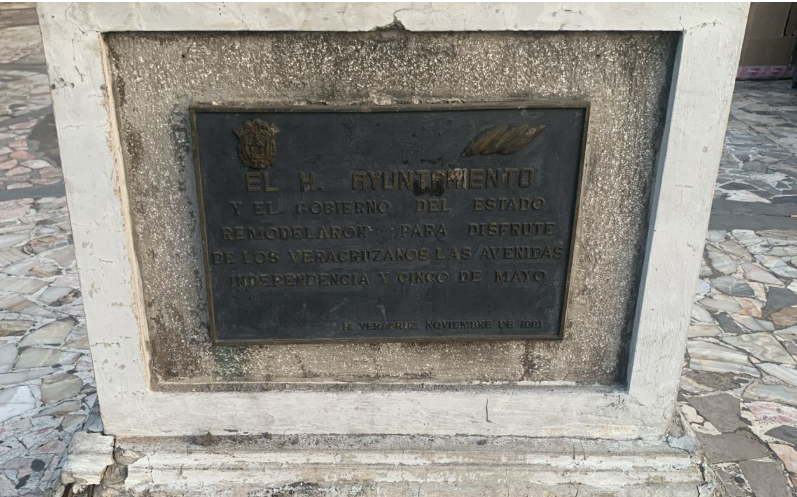 EL H. AYUNTAMIENTO
Y EL GOBIERNO DEL ESTADO
REMODELARON PARA DISFRUTE
DE LOS VERACRUZANOS LAS AVENIDAS
INDEPENDENCIA Y CINCO DE MAYO
H. VERACRUZ NOVIEMBRE DE